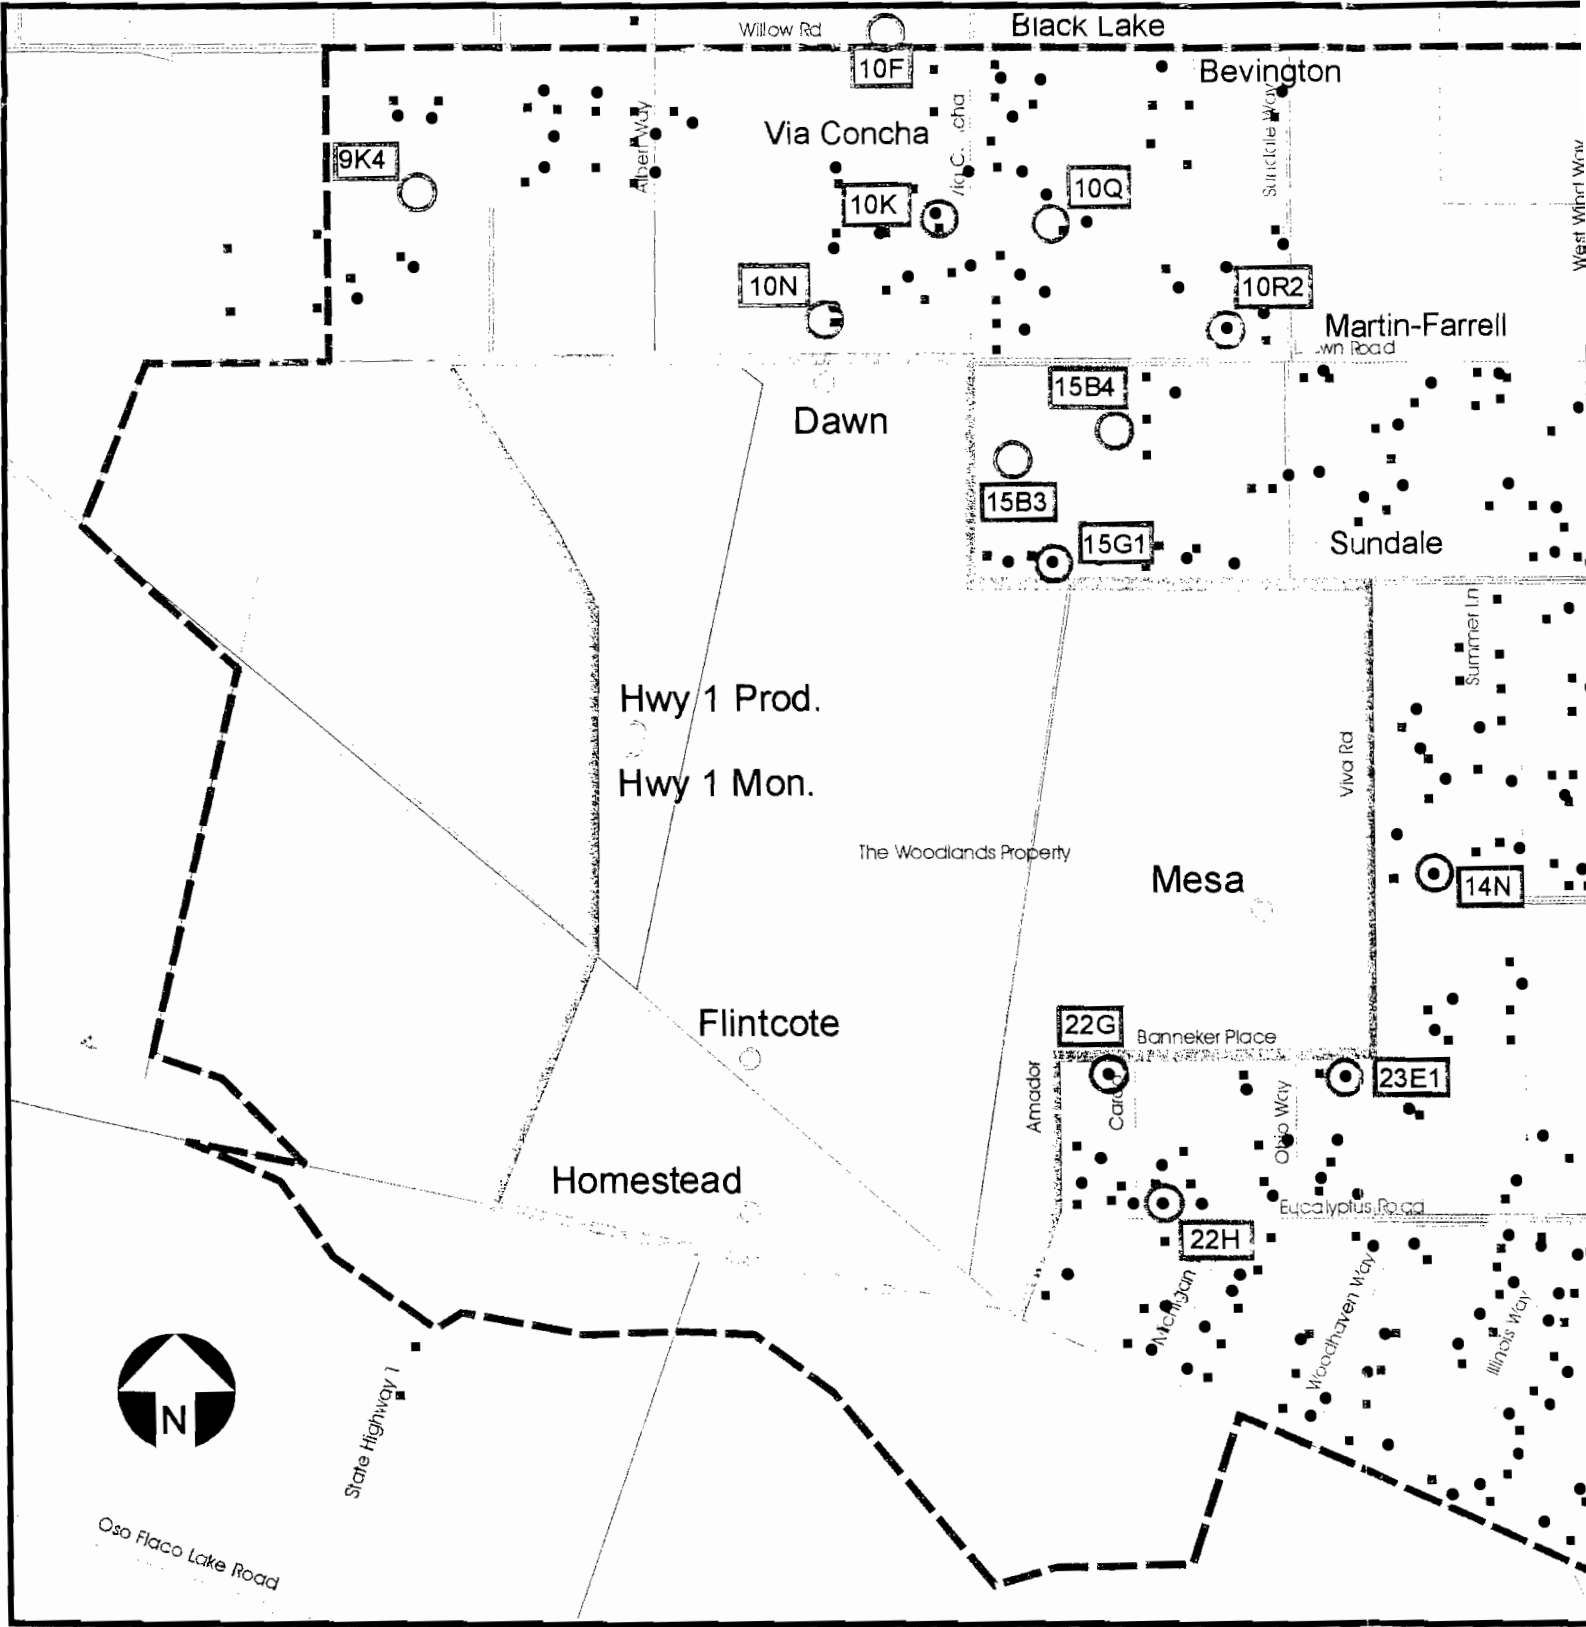 Willow Rd
Black Lake
10F
Bevington
Via Concha
Albert Way
Sundale Way
West Wind Way
9K4
10K
10Q
10N
10R2
Martin-Farrell
15B4
Dawn
15B3
15G1
Sundale
Summer Ln
Hwy 1 Prod.
Viva Rd
Hwy 1 Mon.
The Woodlands Property
Mesa
14N
22G
Flintcote
Banneker Place
Amador
23E1
Ohio Way
Homestead
Eucalyptus Road
22H
Michigan
Woodhaven Way
Illinois Way
N
State Highway 1
Oso Flaco Lake Road